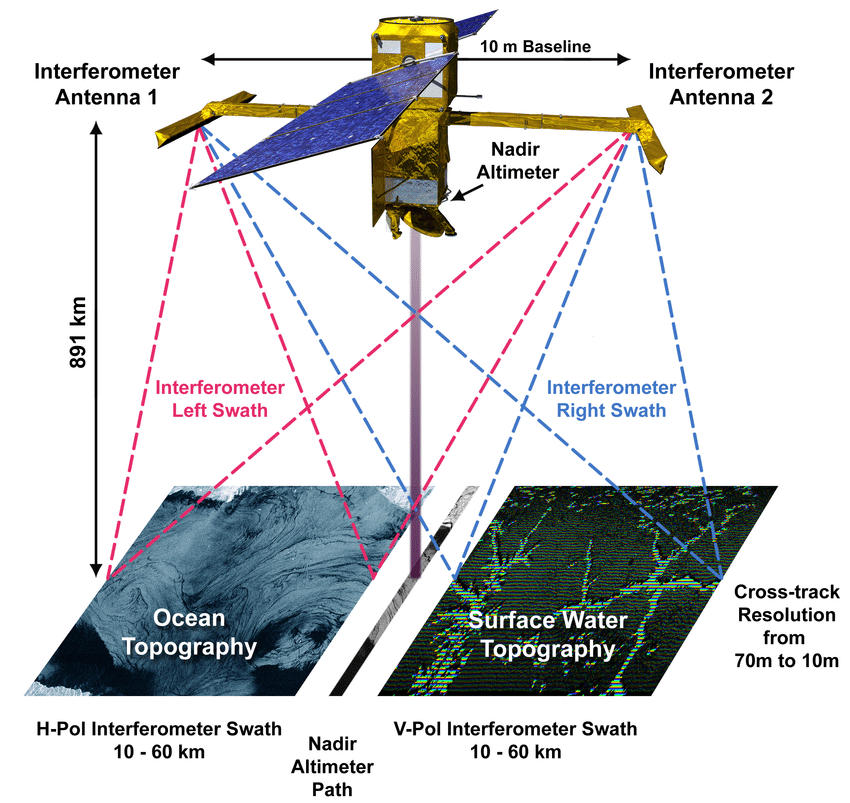 10 m Baseline
Interferometer
Antenna 1
Interferometer
Antenna 2
Nadir
Altimeter
891 km
Interferometer
Left Swath
Interferometer
Right Swath
Ocean
Topography
Surface Water
Topography
Cross-track
Resolution
from
70m to 10m
H-Pol Interferometer Swath
10 - 60 km
V-Pol Interferometer Swath
10 - 60 km
Nadir
Altimeter
Path